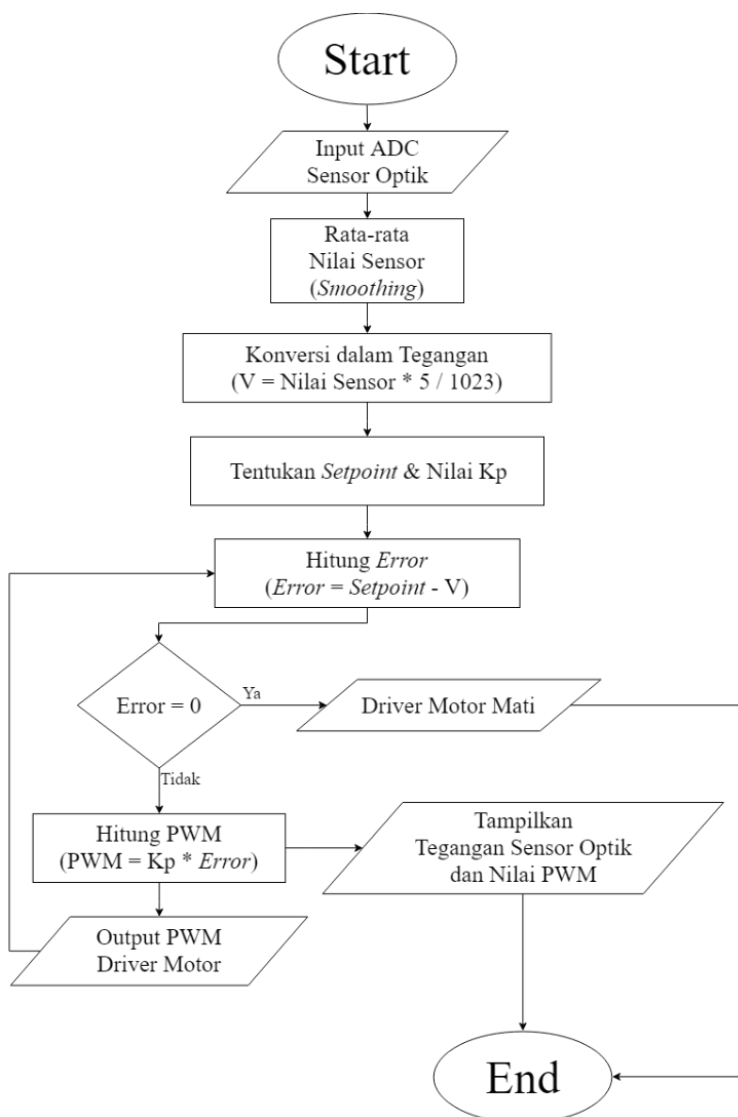 Start
Input ADC
Sensor Optik
Rata-rata
Nilai Sensor
(Smoothing)
Konversi dalam Tegangan
(V = Nilai Sensor * 5 / 1023)
Tentukan Setpoint & Nilai Kp
Hitung Error
(Error = Setpoint - V)
Error = 0
Ya
Driver Motor Mati
Tidak
Hitung PWM
(PWM = Kp * Error)
Tampilkan
Tegangan Sensor Optik
dan Nilai PWM
Output PWM
Driver Motor
End